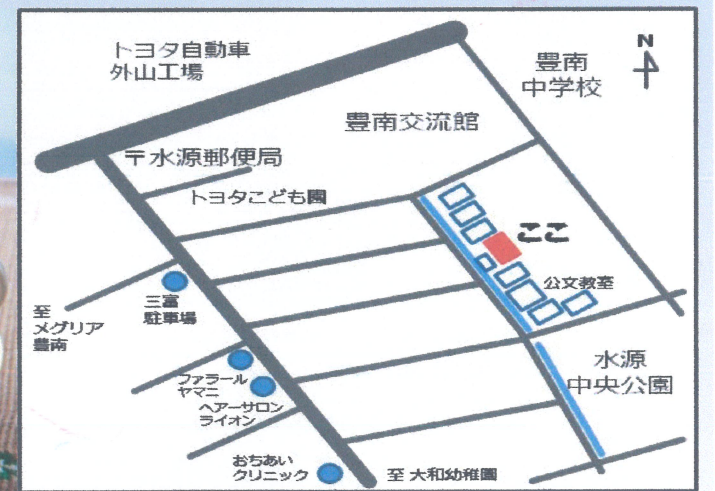 トヨタ自動車
外山工場
N
豊南
中学校
豊南交流館
〒水源郵便局
トヨタこども園
ここ
公文教室
三富
駐車場
至
メグリア
豊南
水源
中央公園
ファラール
ヤマニ
ヘアーサロン
ライオン
おちあい
クリニック
至 大和幼稚園